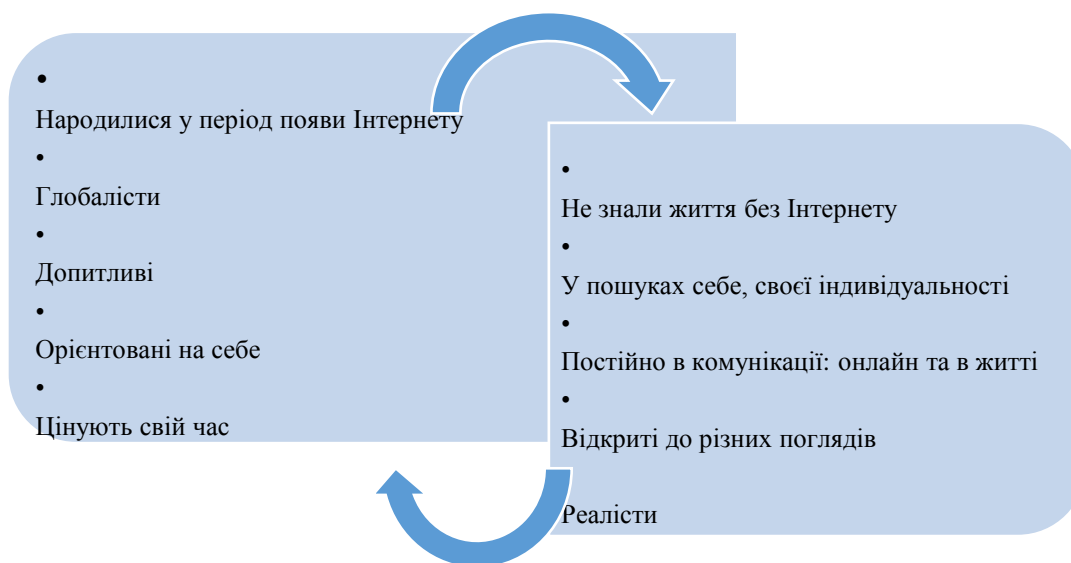 •
Народилися у період появи Інтернету
•
Глобалісти
•
Допитливі
•
Орієнтовані на себе
•
Цінують свій час
•
Не знали життя без Інтернету
•
У пошуках себе, своєї індивідуальності
•
Постійно в комунікації: онлайн та в житті
•
Відкриті до різних поглядів
Реалісти